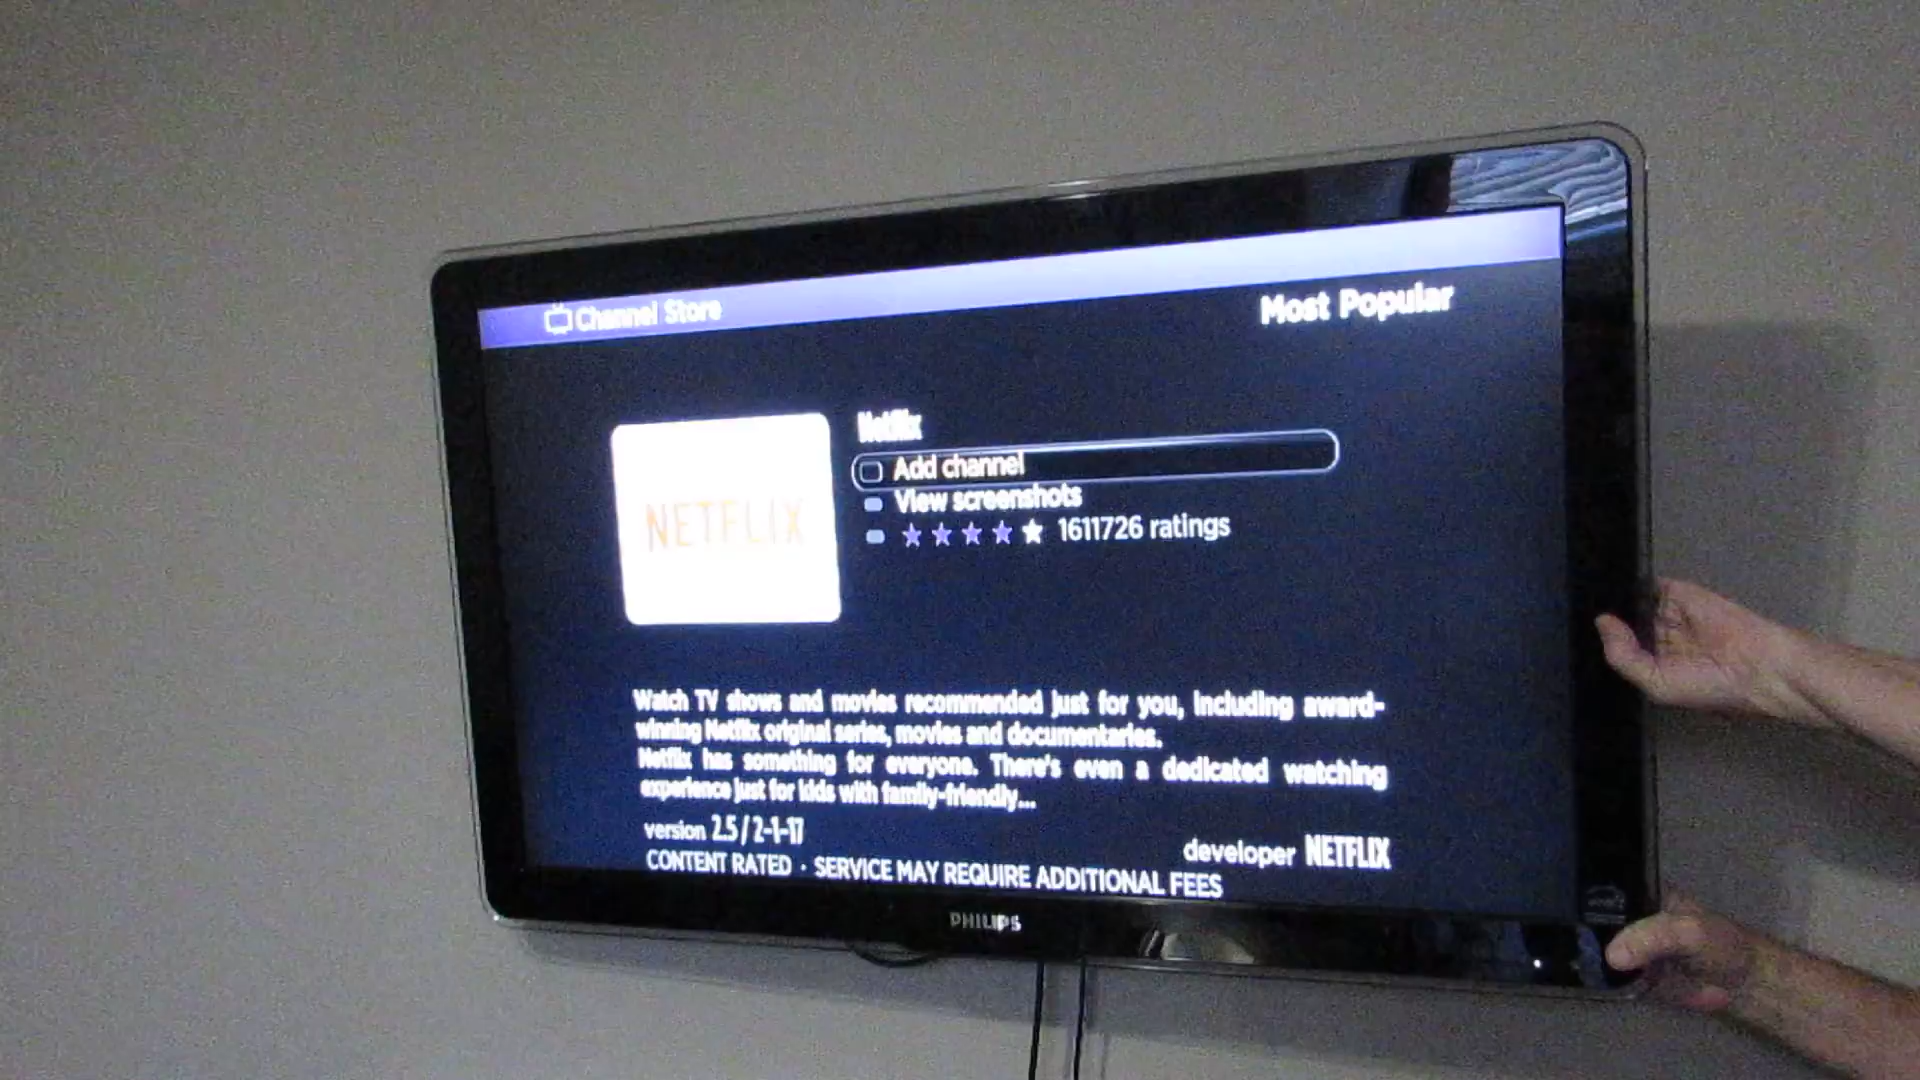 Channel Store
Most Popular
Netflix
NETFLIX
Add channel
View screenshots
1611726 ratings
Watch TV shows and movies recommended just for you, including award-
winning Netflix original series, movies and documentaries.
Netflix has something for everyone. There's even a dedicated watching
experience just for kids with family-friendly...
version 2.5 / 2-1-17
developer NETFLIX
CONTENT RATED · SERVICE MAY REQUIRE ADDITIONAL FEES
PHILIPS